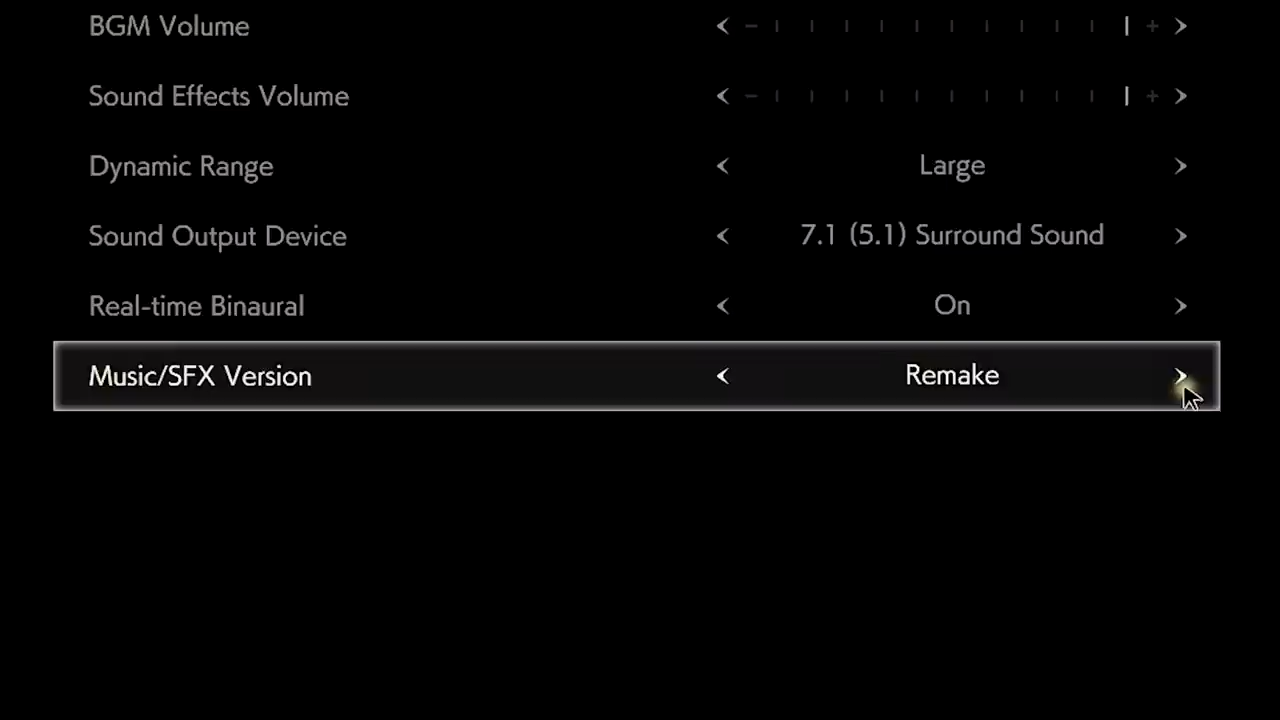 BGM Volume
Sound Effects Volume
Dynamic Range Large
Sound Output Device 7.1 (5.1) Surround Sound
Real-time Binaural On
Music/SFX Version Remake